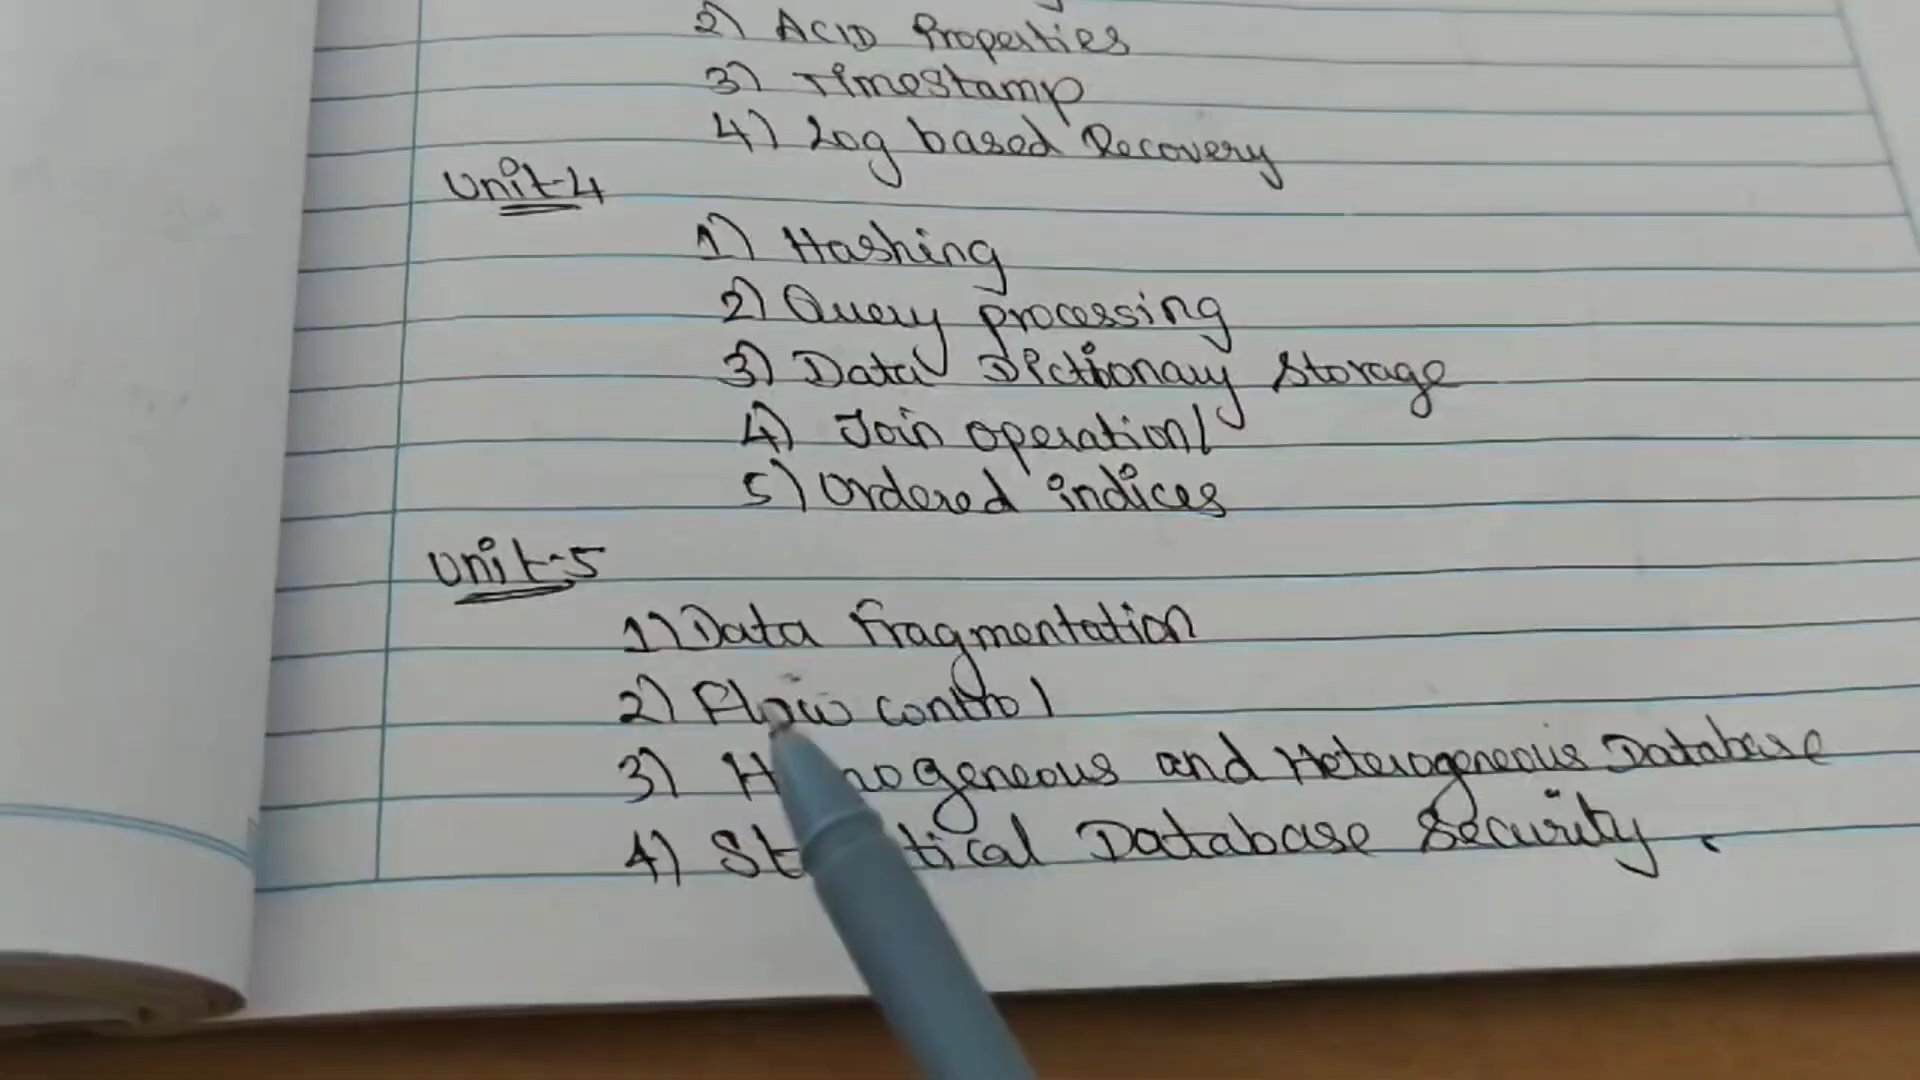 2) ACID Properties
3) Timestamp
4) Log based Recovery
Unit-4
1) Hashing
2) Query processing
3) Data Dictionary Storage
4) Join operation/
5) Ordered indices
Unit-5
1) Data Fragmentation
2) Flow control
3) and Heterogeneous Database
4) Database Security.